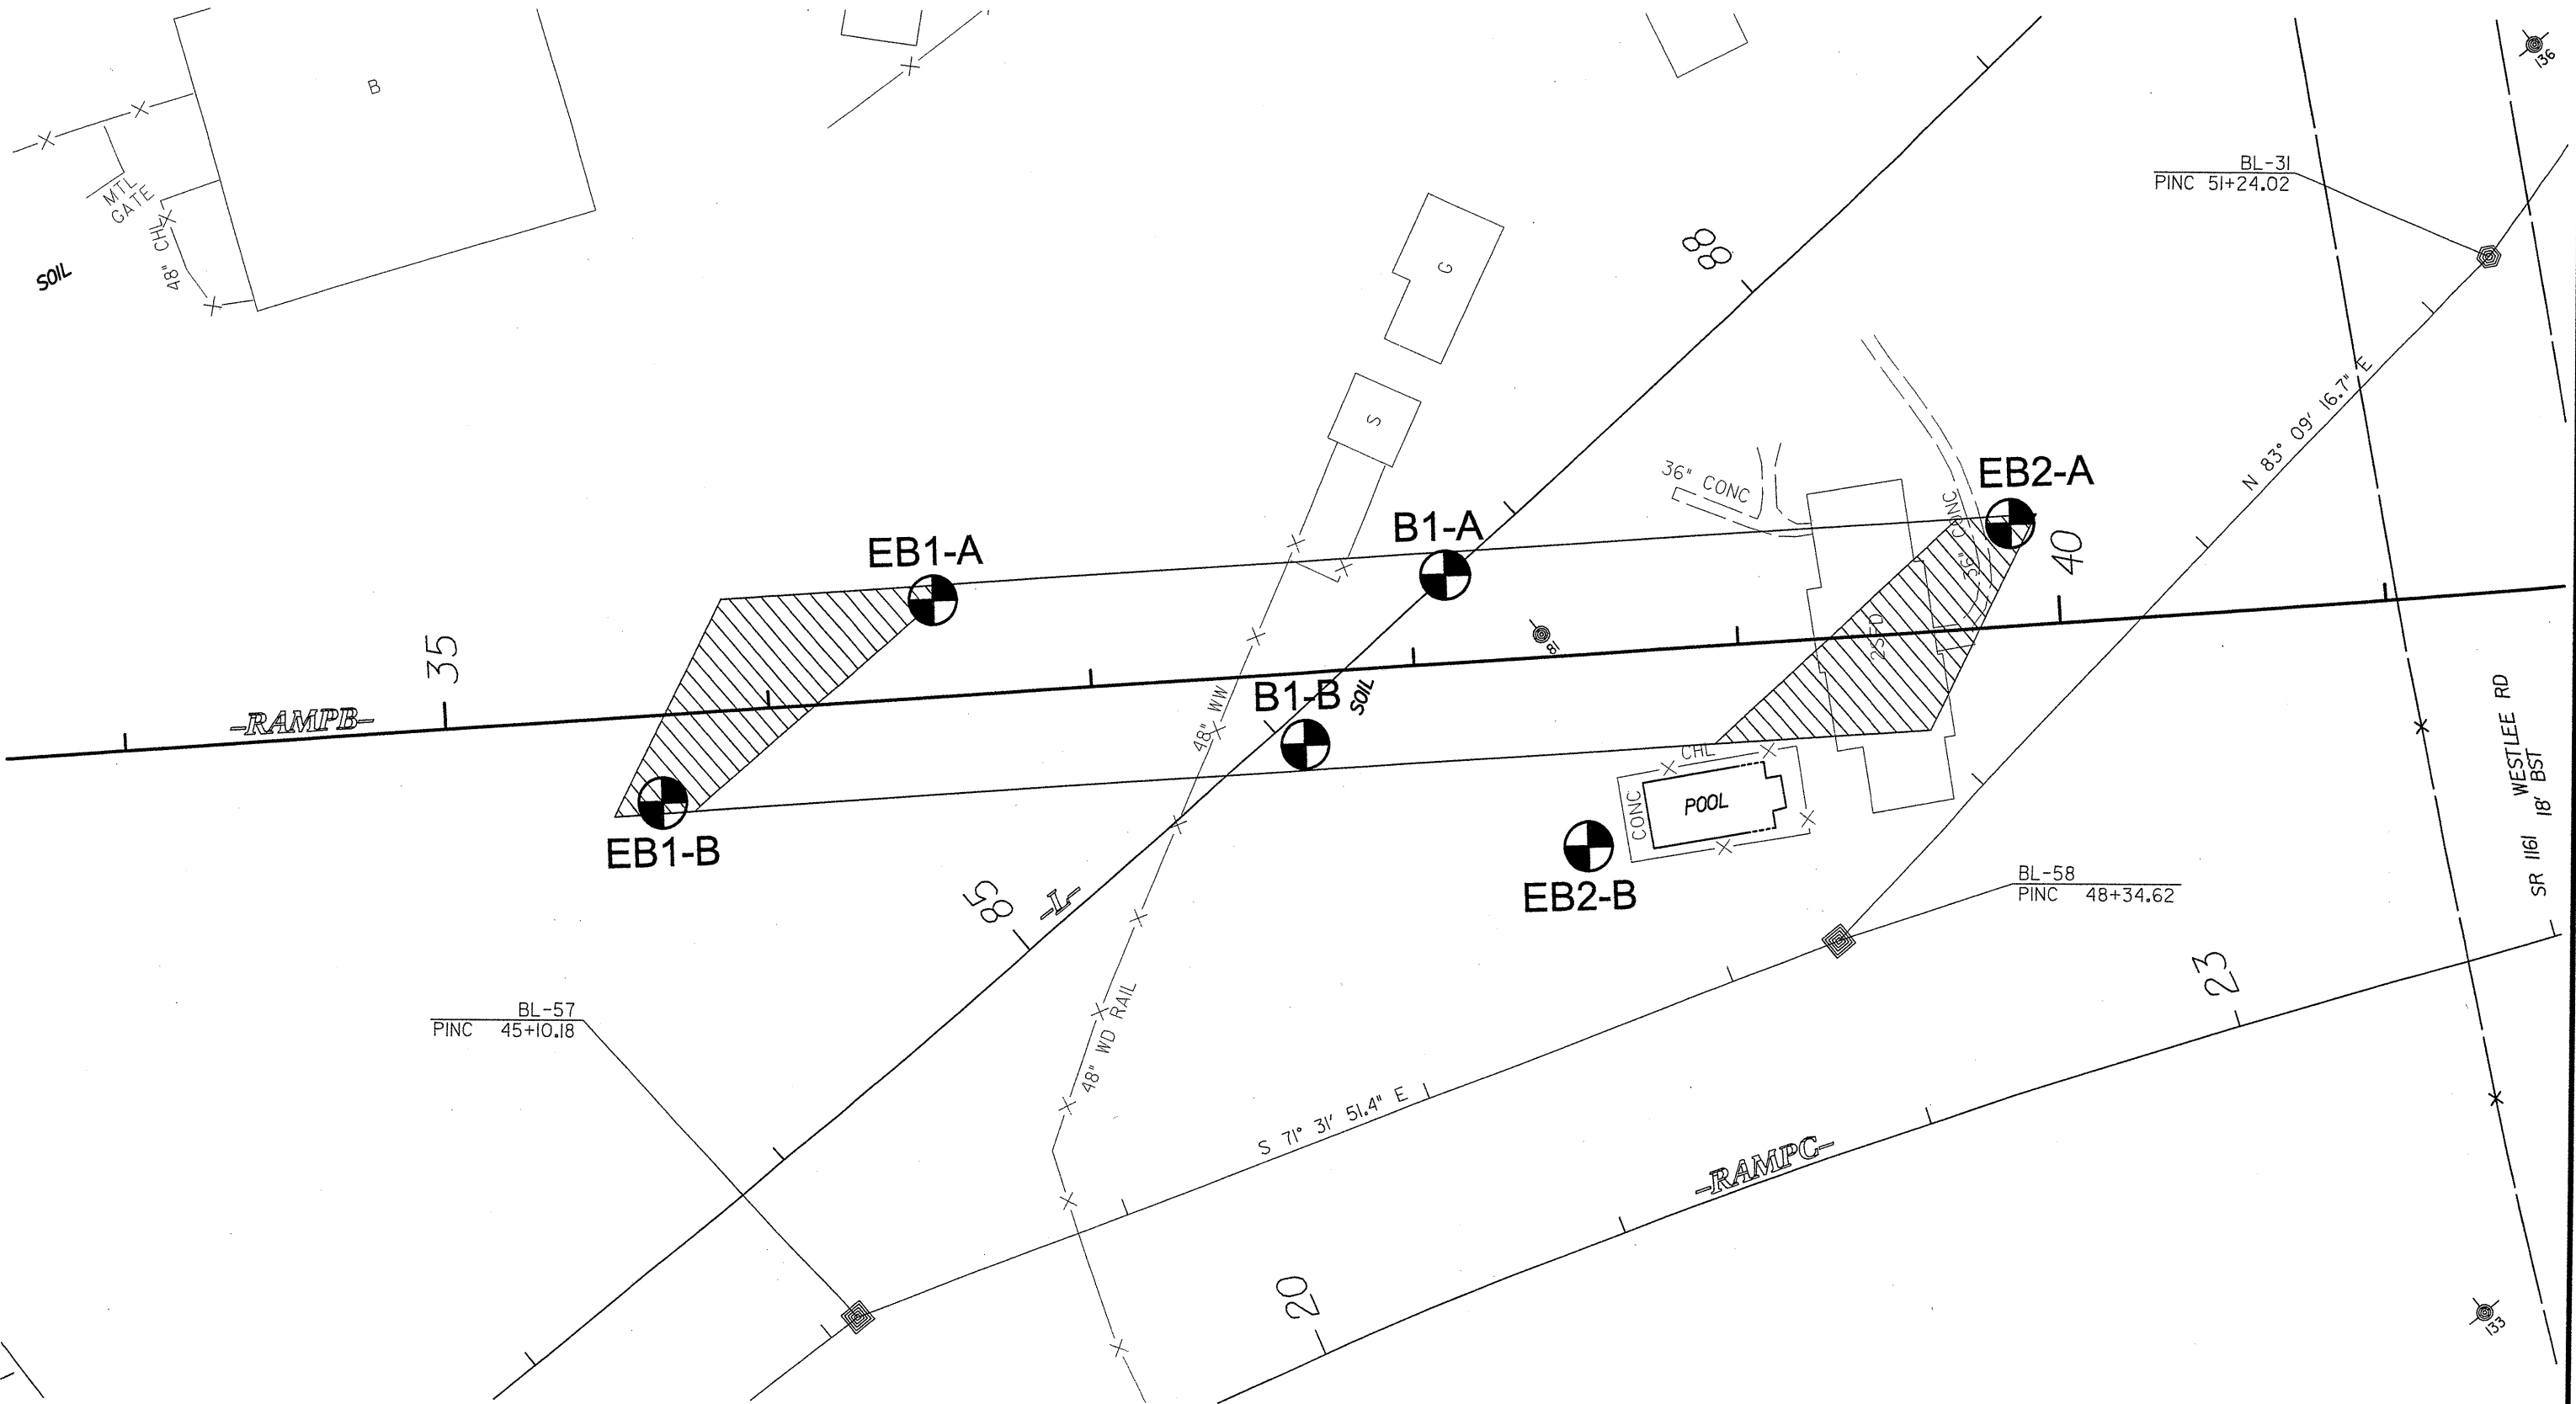 B
136
MTL
GATE
48" CHL
SOIL
BL-31
PINC 51+24.02
G
88
S
N 83° 09' 16.7" E
36" CONC
EB2-A
36" CONC
B1-A
EB1-A
40
81
25' D
35
-RAMPB-
B1-B
SOIL
48" WW
CHL
CONC
POOL
WESTLEE RD
SR 1161 18' BST
EB1-B
EB2-B
85
-L-
BL-58
PINC 48+34.62
23
BL-57
PINC 45+10.18
48" WD RAIL
S 71° 31' 51.4" E
-RAMPC-
20
133